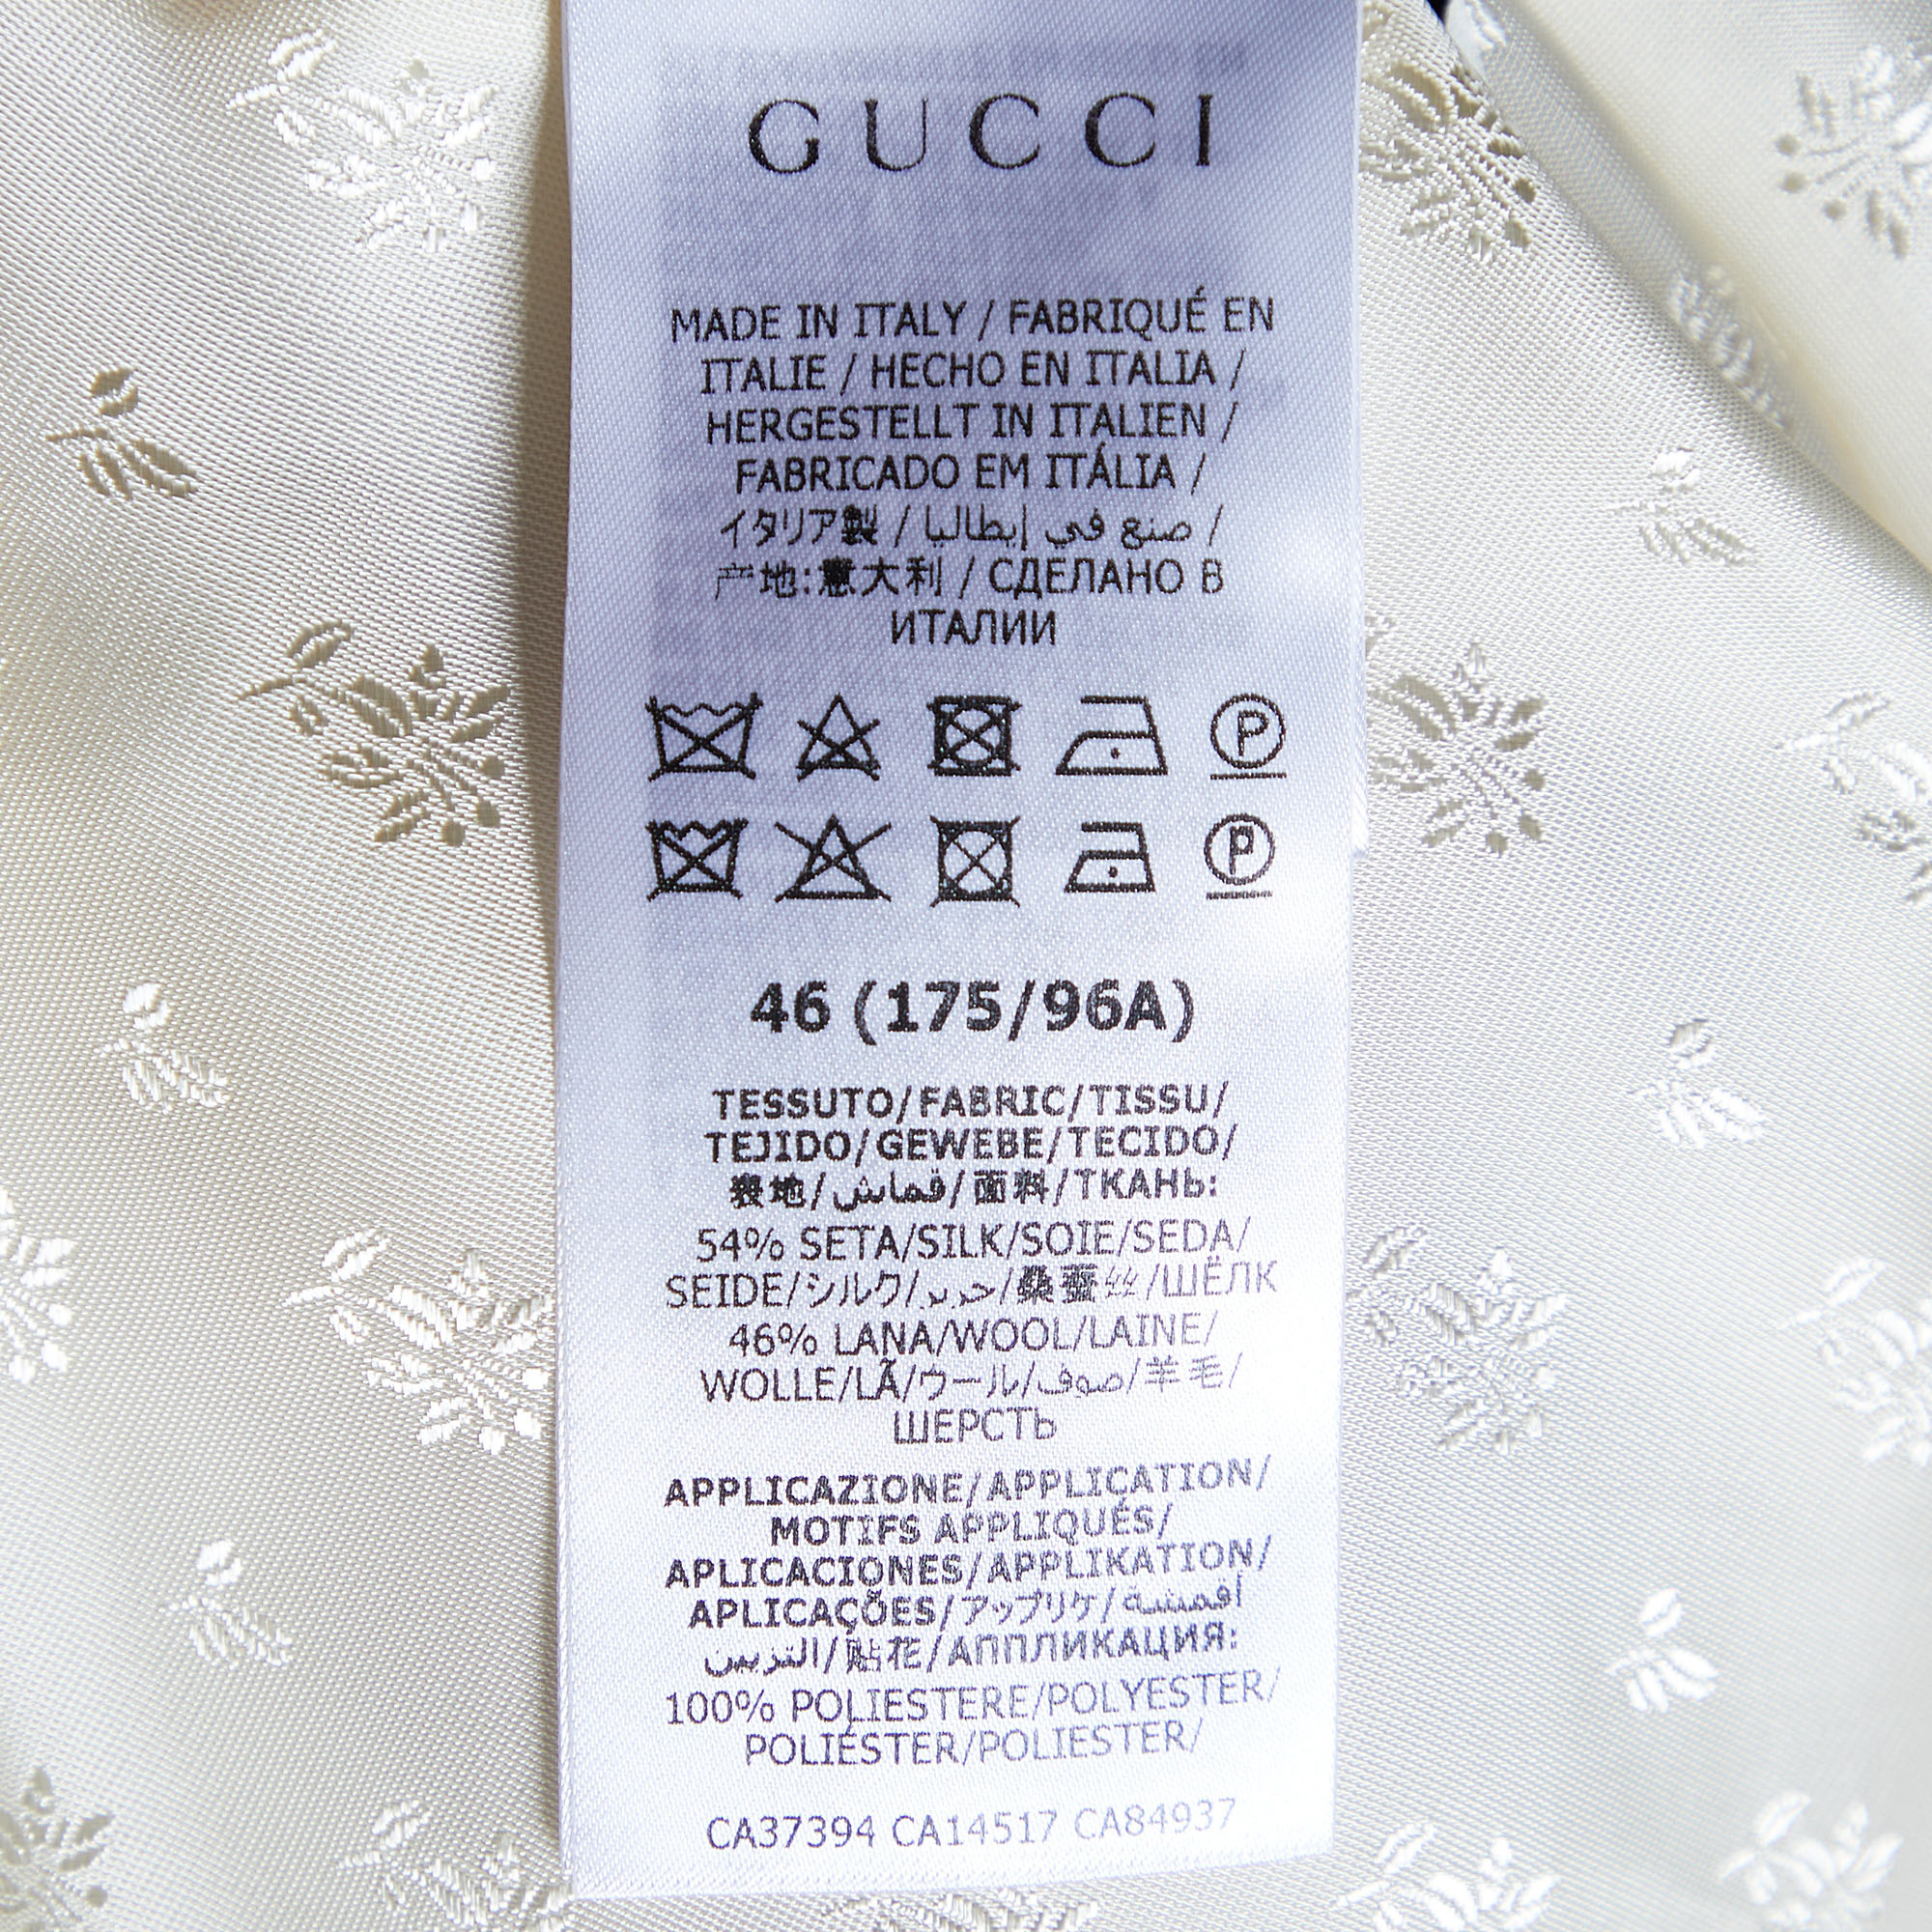 GUCCI
MADE IN ITALY / FABRIQUÉ EN
ITALIE / HECHO EN ITALIA /
HERGESTELLT IN ITALIEN /
FABRICADO EM ITÁLIA /
イタリア製 / صنع في إيطاليا /
产地:意大利 / СДЕЛАНО В
ИТАЛИИ
P
P
46 (175/96A)
TESSUTO/FABRIC/TISSU/
TEJIDO/GEWEBE/TECIDO/
表地/قماش/面料/ТКАНЬ:
54% SETA/SILK/SOIE/SEDA/
SEIDE/シルク/حرير/桑蚕丝/ШЁЛК
46% LANA/WOOL/LAINE/
WOLLE/LÃ/ウール/صوف/羊毛/
ШЕРСТЬ
APPLICAZIONE/APPLICATION/
MOTIFS APPLIQUÉS/
APLICACIONES/APPLIKATION/
APLICAÇÕES/アップリケ/أقمشة
التزيين/贴花/АППЛИКАЦИЯ:
100% POLIESTERE/POLYESTER/
POLIÉSTER/POLIESTER/
CA37394 CA14517 CA84937